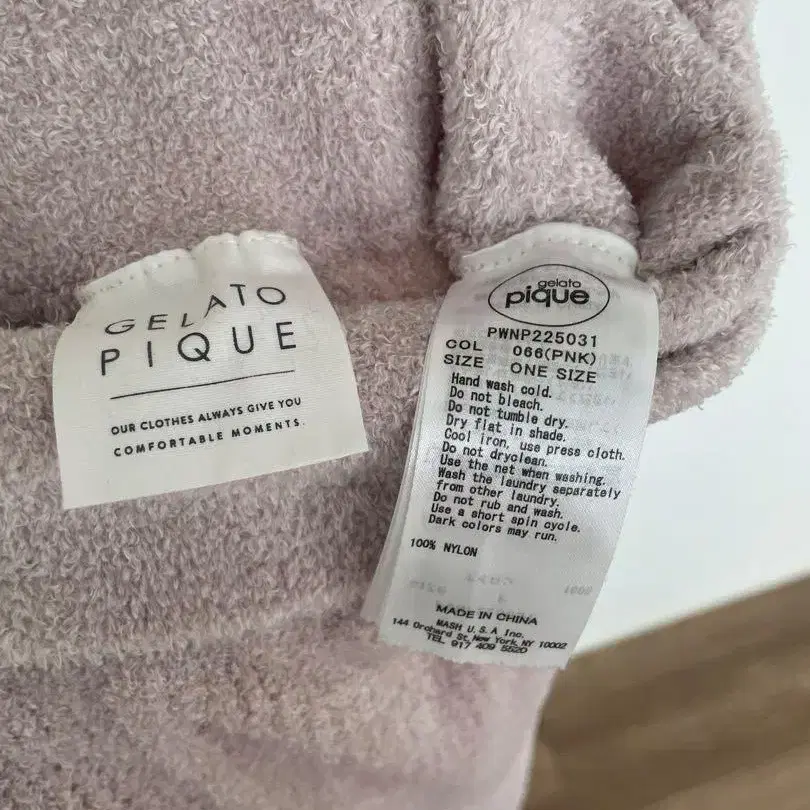 GELATO
PIQUE
OUR CLOTHES ALWAYS GIVE YOU
COMFORTABLE MOMENTS.
gelato
pique
PWNP225031
COL 066(PNK)
SIZE ONE SIZE
Hand wash cold.
Do not bleach.
Do not tumble dry.
Dry flat in shade.
Cool iron, use press cloth.
Do not dryclean.
Use the net when washing.
Wash the laundry separately
from other laundry.
Do not rub and wash.
Use a short spin cycle.
Dark colors may run.
100% NYLON
MADE IN CHINA
MASH U.S.A Inc.
144 Orchard St, New York, NY 10002
TEL 917 409 5520